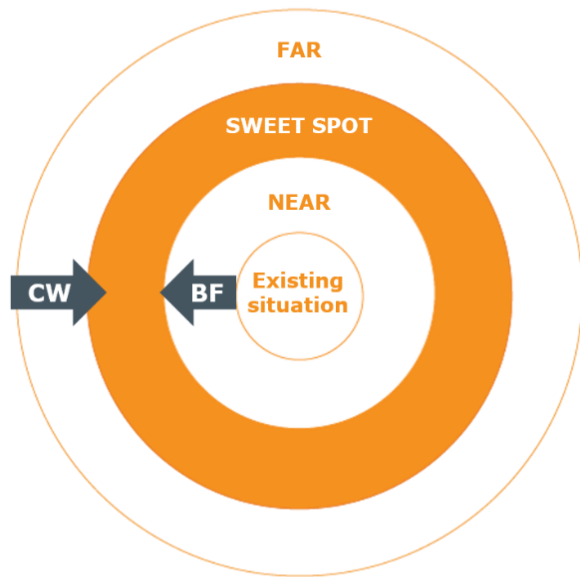 FAR
SWEET SPOT
NEAR
Existing
situation
CW
BF